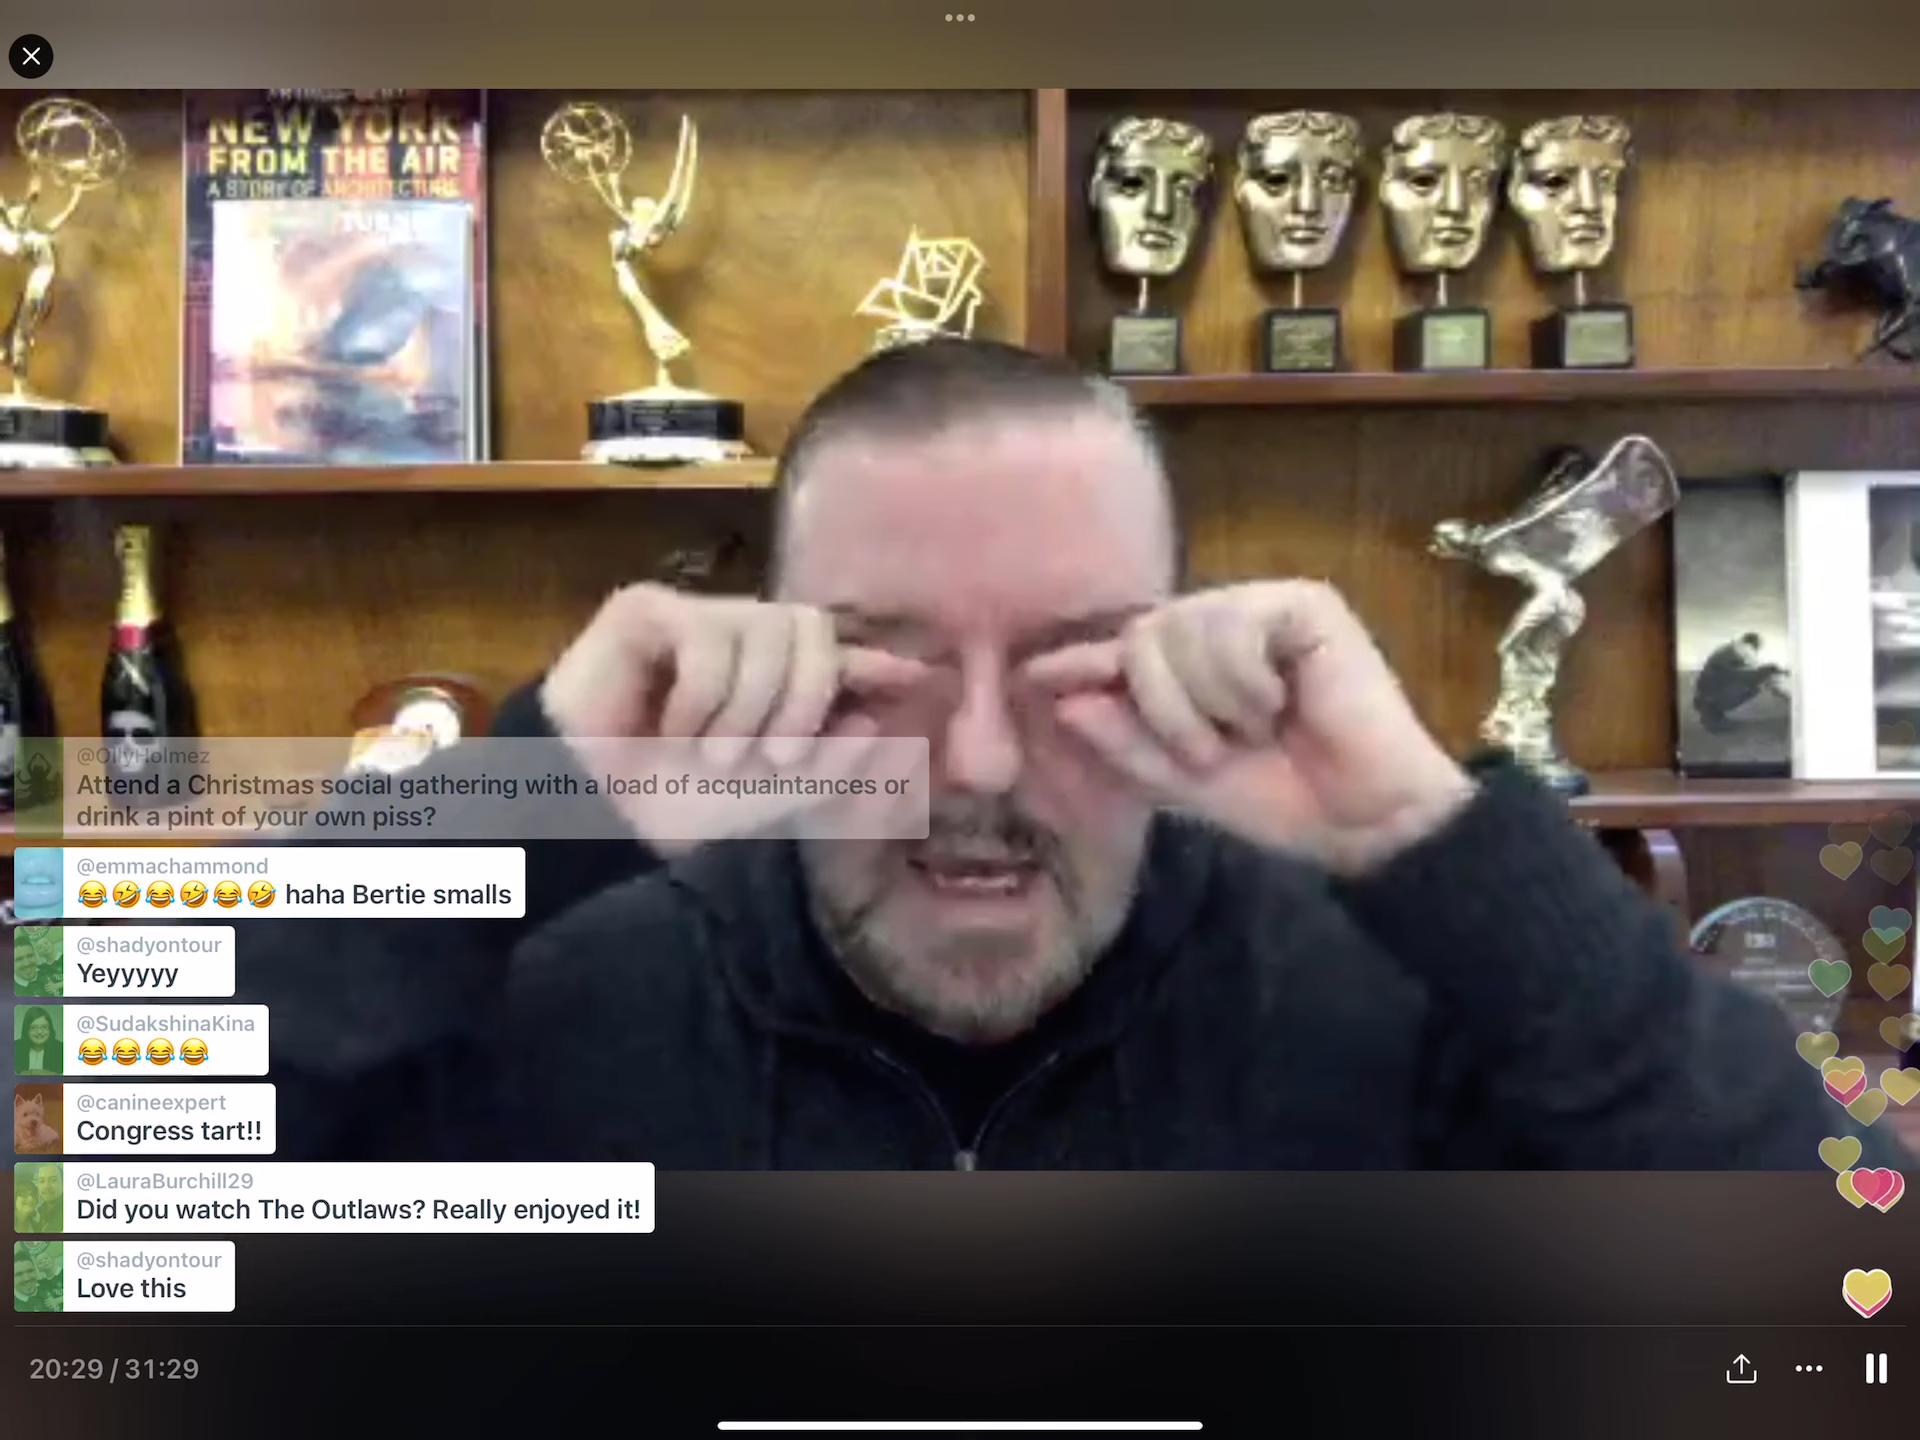 NEW YORK
FROM THE AIR
A STORY OF ARCHITECTURE
@OllyHolmez
Attend a Christmas social gathering with a load of acquaintances or
drink a pint of your own piss?
@emmachammond
😂🤣😂🤣😂🤣 haha Bertie smalls
@shadyontour
Yeyyyyy
@SudakshinaKina
😂😂😂😂
@canineexpert
Congress tart!!
@LauraBurchill29
Did you watch The Outlaws? Really enjoyed it!
@shadyontour
Love this
20:29 / 31:29